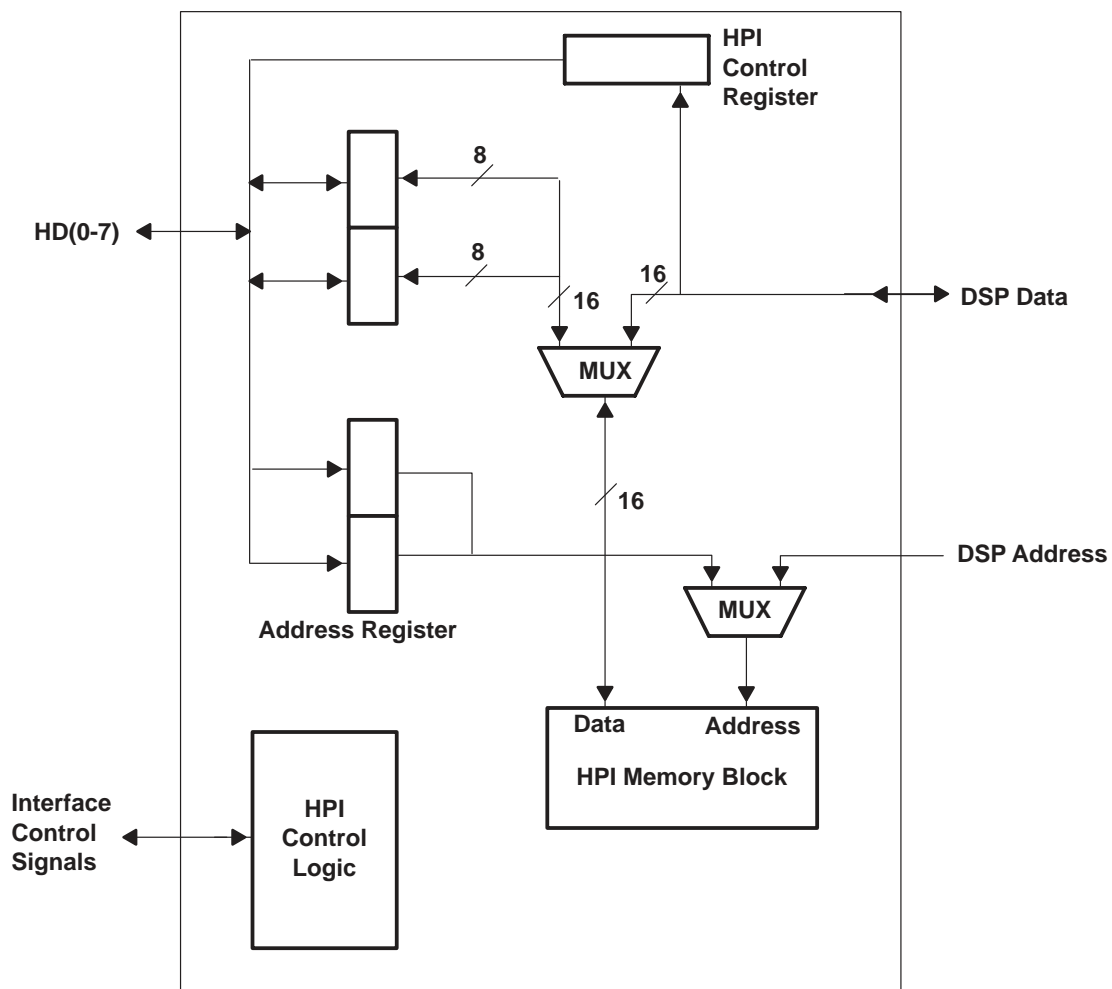 HPI
Control
Register
8
HD(0-7)
8
16
16
DSP Data
MUX
16
DSP Address
MUX
Address Register
Data
Address
HPI Memory Block
Interface
Control
Signals
HPI
Control
Logic